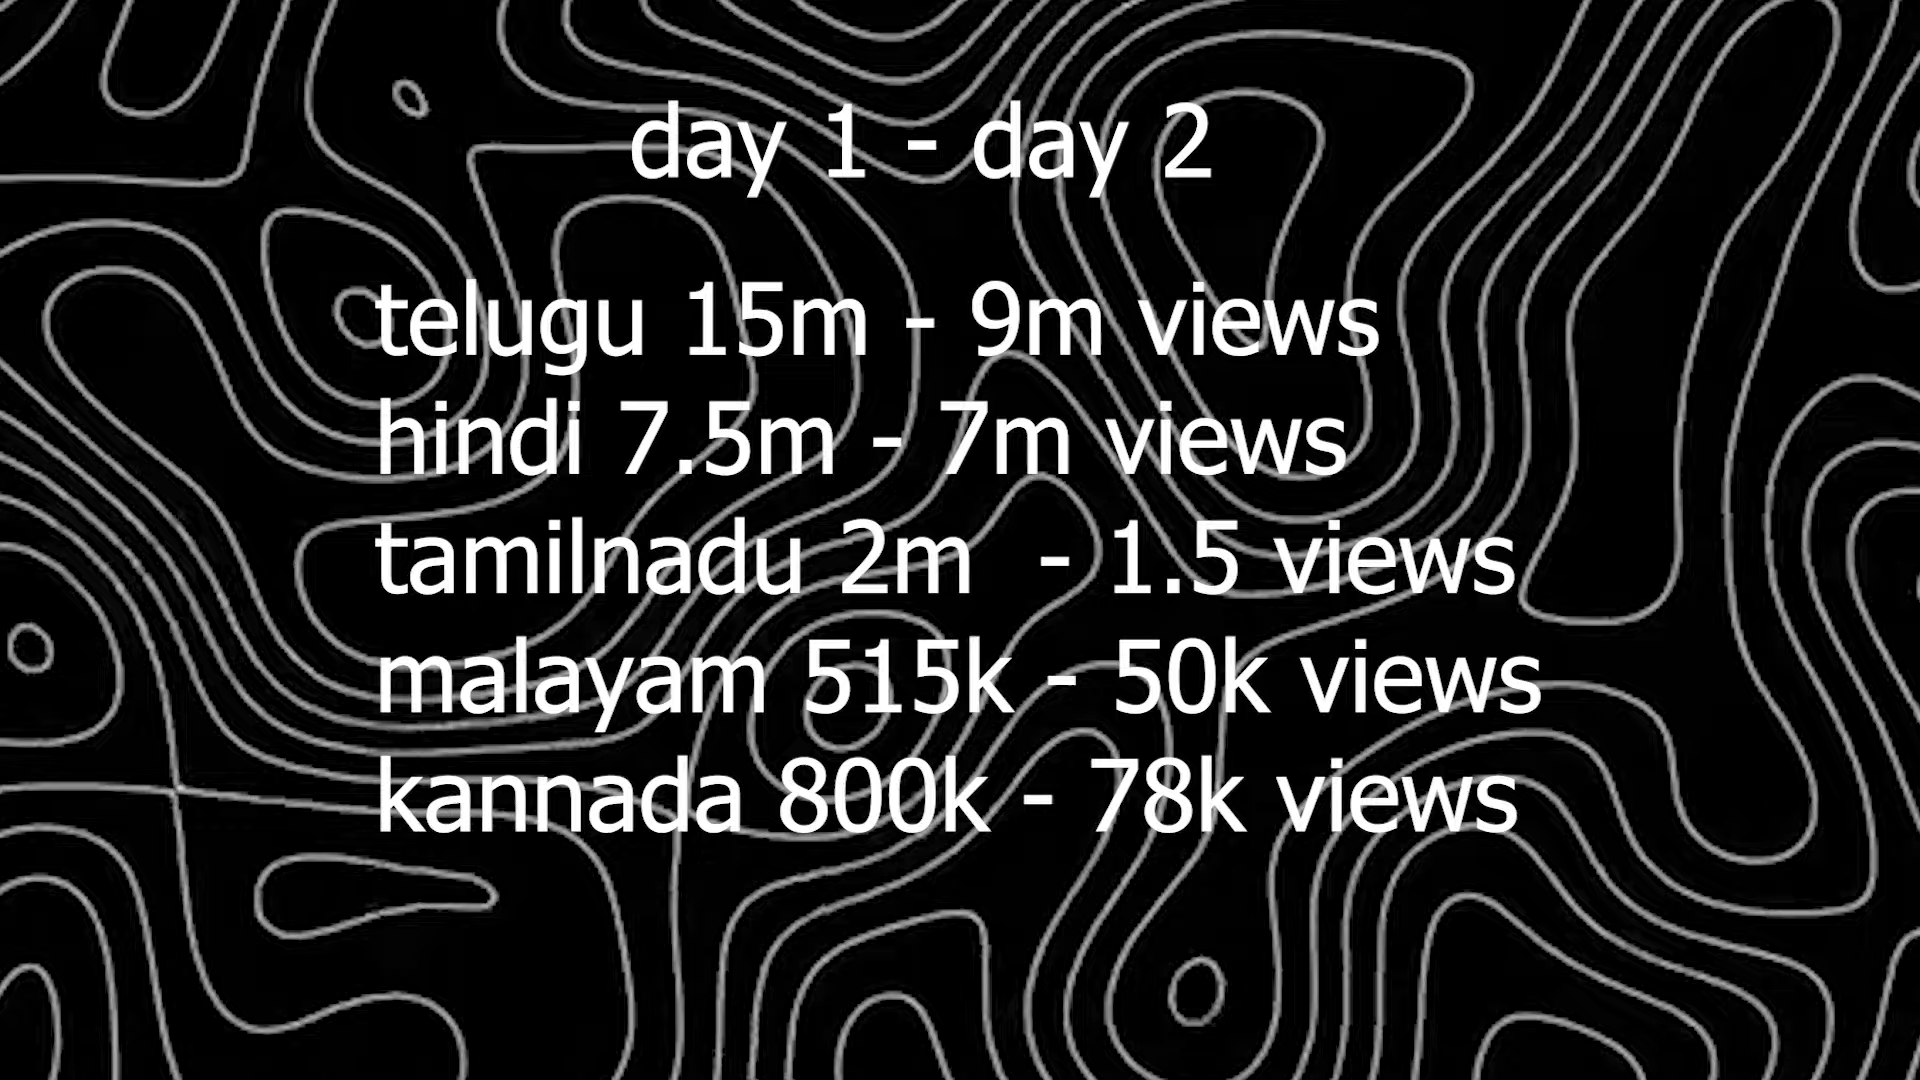 day 1 - day 2
telugu 15m - 9m views
hindi 7.5m - 7m views
tamilnadu 2m - 1.5 views
malayam 515k - 50k views
kannada 800k - 78k views